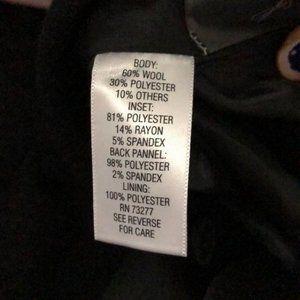 BODY:
60% WOOL
30% POLYESTER
10% OTHERS
INSET:
81% POLYESTER
14% RAYON
5% SPANDEX
BACK PANNEL:
98% POLYESTER
2% SPANDEX
LINING:
100% POLYESTER
RN 73277
SEE REVERSE
FOR CARE